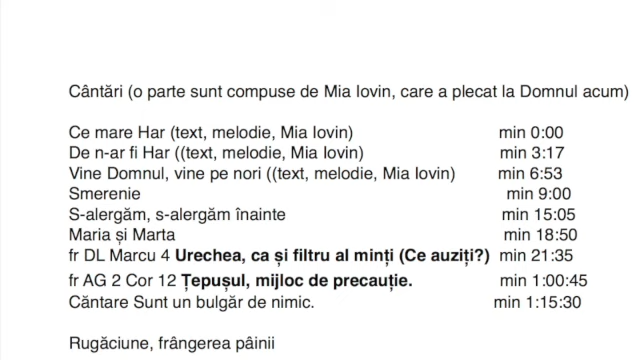 Cântări (o parte sunt compuse de Mia Iovin, care a plecat la Domnul acum)
Ce mare Har (text, melodie, Mia Iovin) min 0:00
De n-ar fi Har ((text, melodie, Mia Iovin) min 3:17
Vine Domnul, vine pe nori ((text, melodie, Mia Iovin) min 6:53
Smerenie min 9:00
S-alergăm, s-alergăm înainte min 15:05
Maria și Marta min 18:50
fr DL Marcu 4 Urechea, ca și filtru al minți (Ce auziți?) min 21:35
fr AG 2 Cor 12 Țepușul, mijloc de precauție. min 1:00:45
Căntare Sunt un bulgăr de nimic. min 1:15:30
Rugăciune, frângerea pâinii